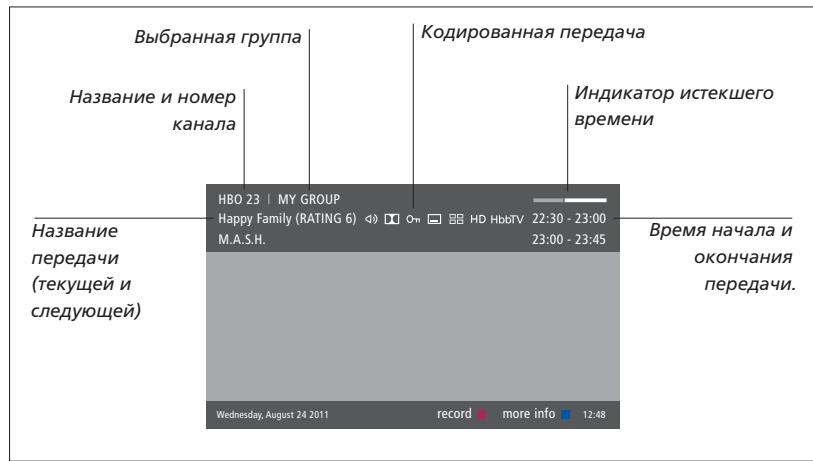 Выбранная группа
Кодированная передача
Название и номер
канала
Индикатор истекшего
времени
HBO 23 | MY GROUP
Happy Family (RATING 6) HD HbbTV 22:30 - 23:00
M.A.S.H. 23:00 - 23:45
Название
передачи
(текущей и
следующей)
Время начала и
окончания
передачи.
Wednesday, August 24 2011 record more info 12:48